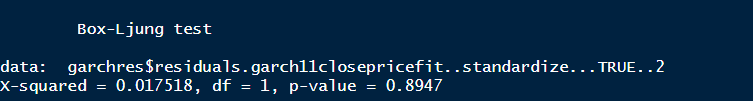 Box-Ljung test
data:  garchres$residuals.garch11closepricefit..standardize...TRUE..2
X-squared = 0.017518, df = 1, p-value = 0.8947